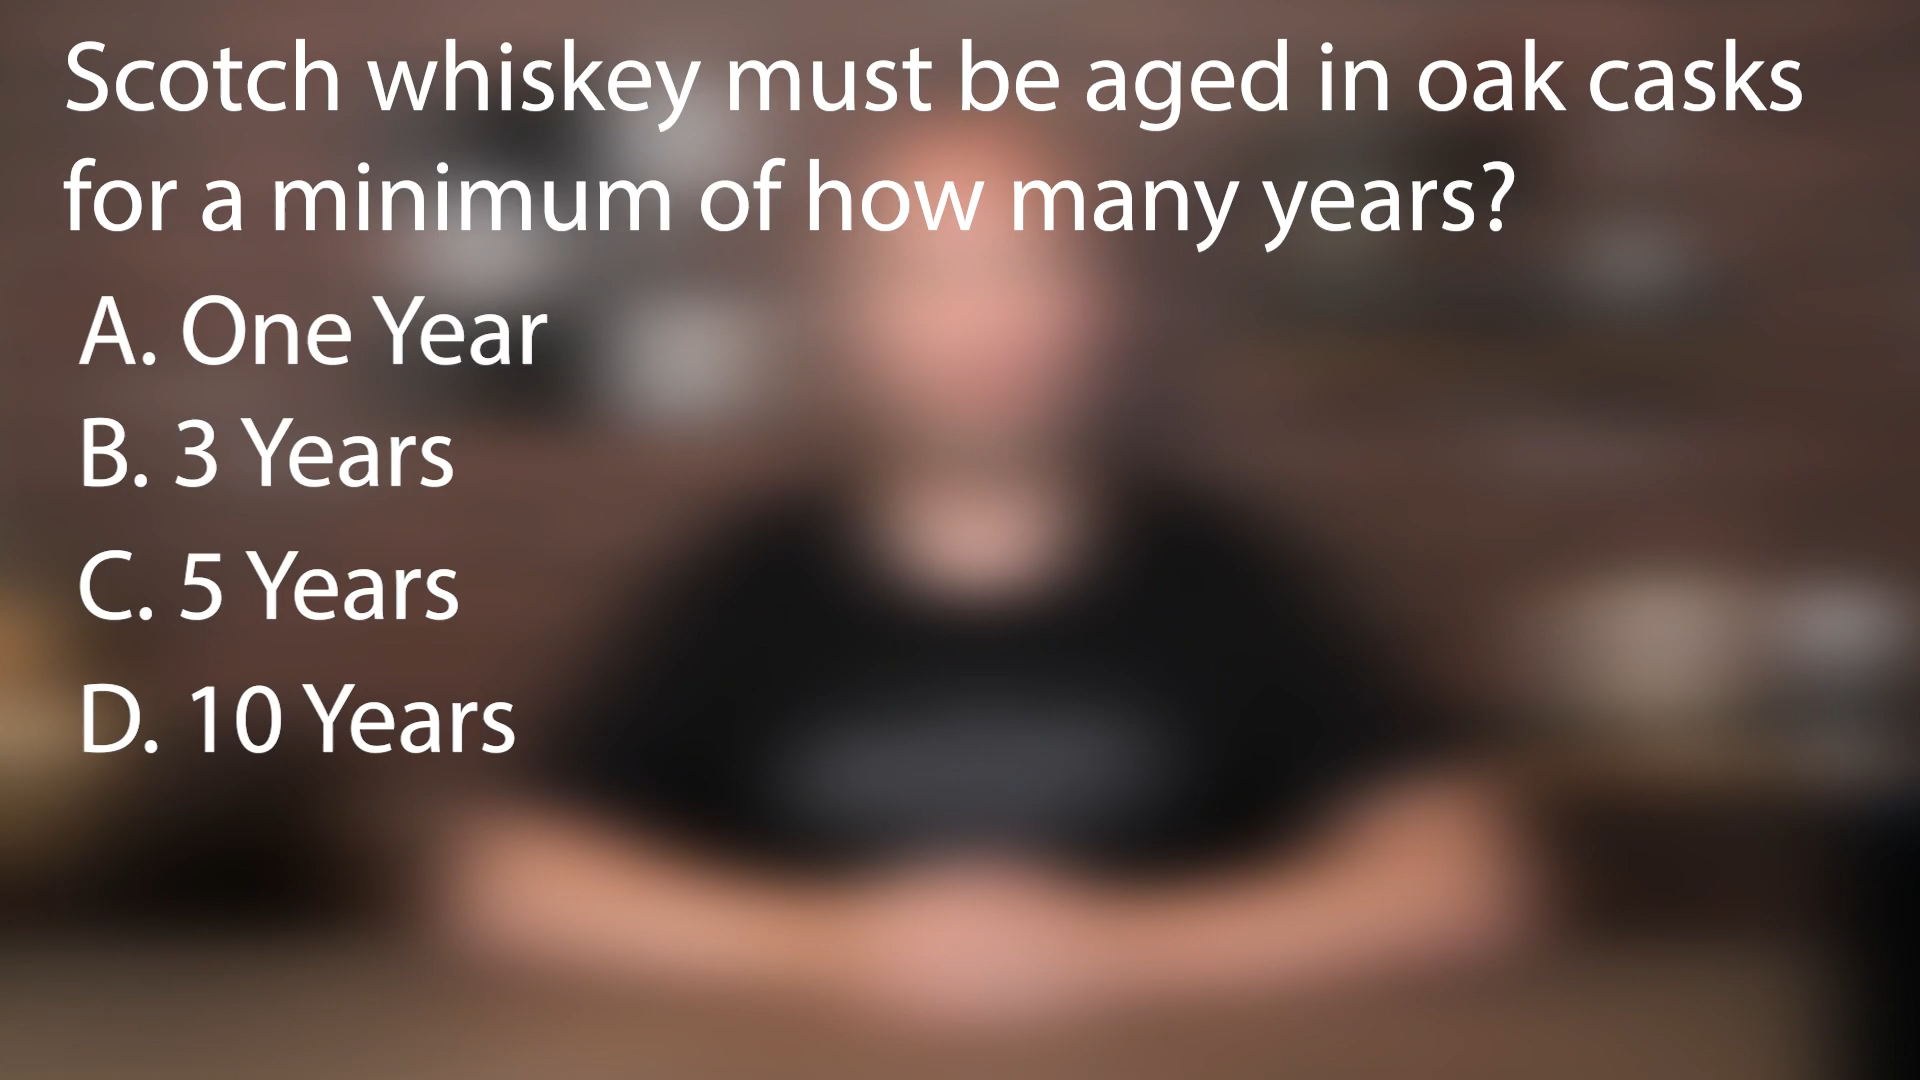 Scotch whiskey must be aged in oak casks
for a minimum of how many years?
A. One Year
B. 3 Years
C. 5 Years
D. 10 Years